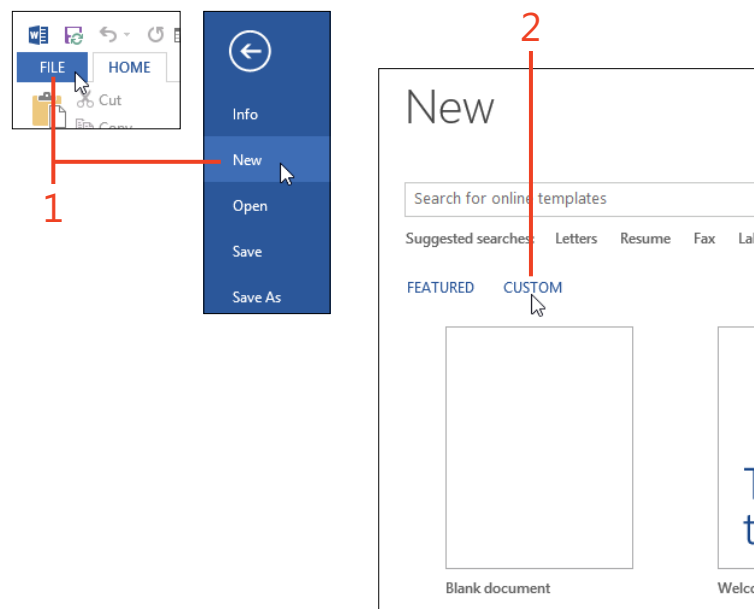 FILE HOME
Cut
Copy
1
Info
New
Open
Save
Save As
2
New
Search for online templates
Suggested searches: Letters Resume Fax
FEATURED CUSTOM
Blank document